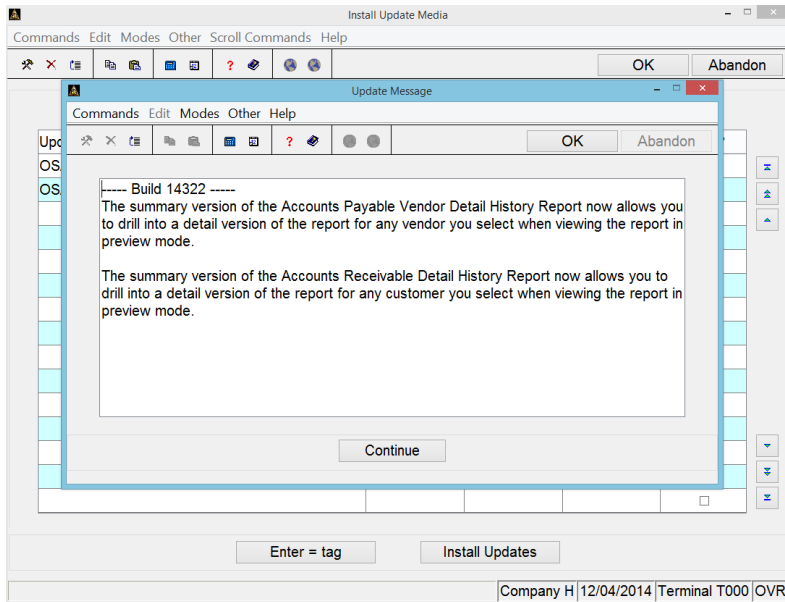 Install Update Media
Commands Edit Modes Other Scroll Commands Help
? OK Abandon
Update Message
Commands Edit Modes Other Help
? OK Abandon
----- Build 14322 -----
The summary version of the Accounts Payable Vendor Detail History Report now allows you
to drill into a detail version of the report for any vendor you select when viewing the report in
preview mode.
The summary version of the Accounts Receivable Detail History Report now allows you to
drill into a detail version of the report for any customer you select when viewing the report in
preview mode.
Continue
Enter = tag Install Updates
Company H 12/04/2014 Terminal T000 OVR